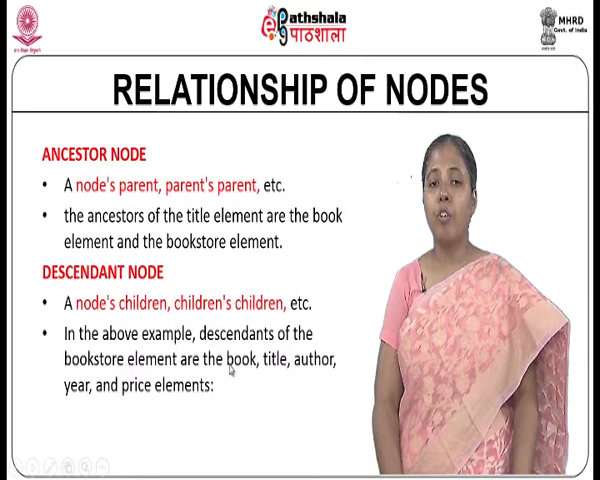 Pathshala
पाठशाला
MHRD
Govt. of India
RELATIONSHIP OF NODES
ANCESTOR NODE
• A node's parent, parent's parent, etc.
• the ancestors of the title element are the book
element and the bookstore element.
DESCENDANT NODE
• A node's children, children's children, etc.
• In the above example, descendants of the
bookstore element are the book, title, author,
year, and price elements: